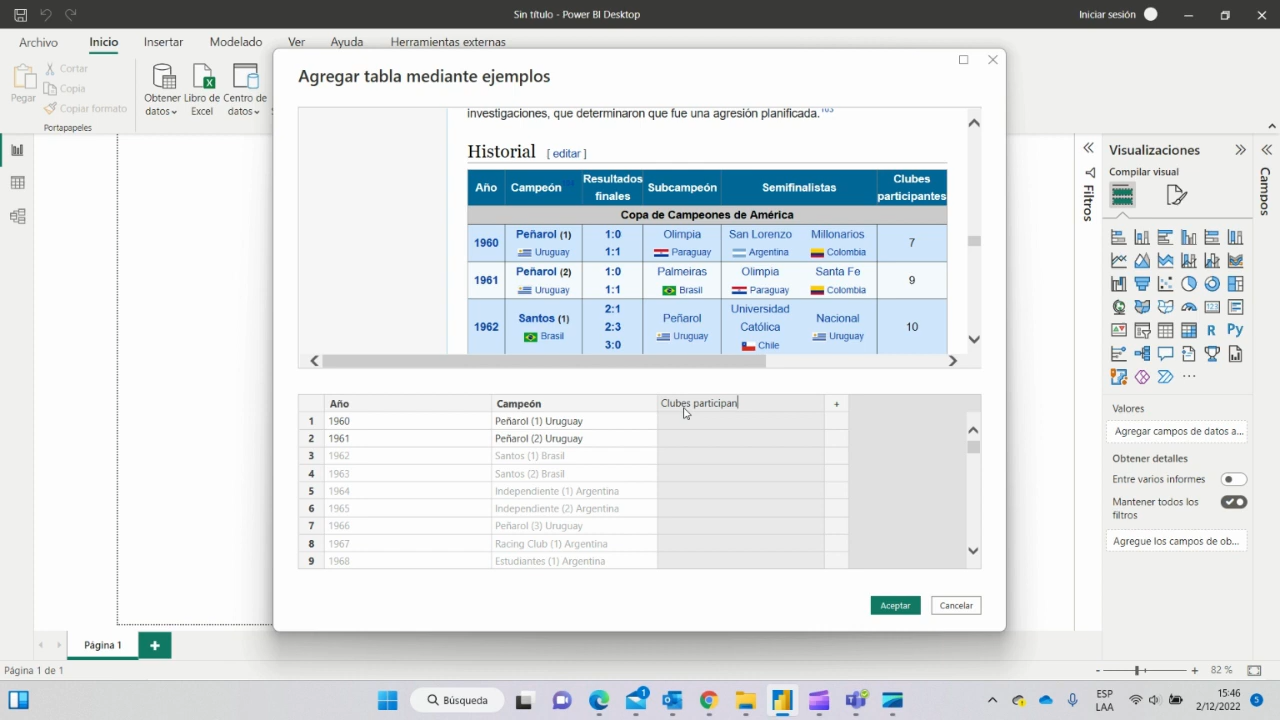 Sin título - Power BI Desktop
Iniciar sesión
Archivo
Inicio
Insertar
Modelado
Ver
Ayuda
Herramientas externas
Pegar
Cortar
Copia
Copiar formato
Portapapeles
Obtener datos
Libro de Excel
Centro de datos
Agregar tabla mediante ejemplos
investigaciones, que determinaron que fue una agresión planificada.103
Historial [ editar ]
Año
Campeón
Resultados finales
Subcampeón
Semifinalistas
Clubes participantes
Copa de Campeones de América
1960
Peñarol (1)
Uruguay
1:0
1:1
Olimpia
Paraguay
San Lorenzo
Argentina
Millonarios
Colombia
7
1961
Peñarol (2)
Uruguay
1:0
1:1
Palmeiras
Brasil
Olimpia
Paraguay
Santa Fe
Colombia
9
1962
Santos (1)
Brasil
2:1
2:3
3:0
Peñarol
Uruguay
Universidad Católica
Chile
Nacional
Uruguay
10
Año Campeón Clubes participan +
1 1960 Peñarol (1) Uruguay
2 1961 Peñarol (2) Uruguay
3 1962 Santos (1) Brasil
4 1963 Santos (2) Brasil
5 1964 Independiente (1) Argentina
6 1965 Independiente (2) Argentina
7 1966 Peñarol (3) Uruguay
8 1967 Racing Club (1) Argentina
9 1968 Estudiantes (1) Argentina
Aceptar
Cancelar
Filtros
Visualizaciones
Compilar visual
R
Py
Valores
Agregar campos de datos a...
Obtener detalles
Entre varios informes
Mantener todos los
filtros
Agregue los campos de ob...
Campos
Página 1
+
Página 1 de 1
- + 82 %
Búsqueda
1
ESP
LAA
15:46
2/12/2022
5